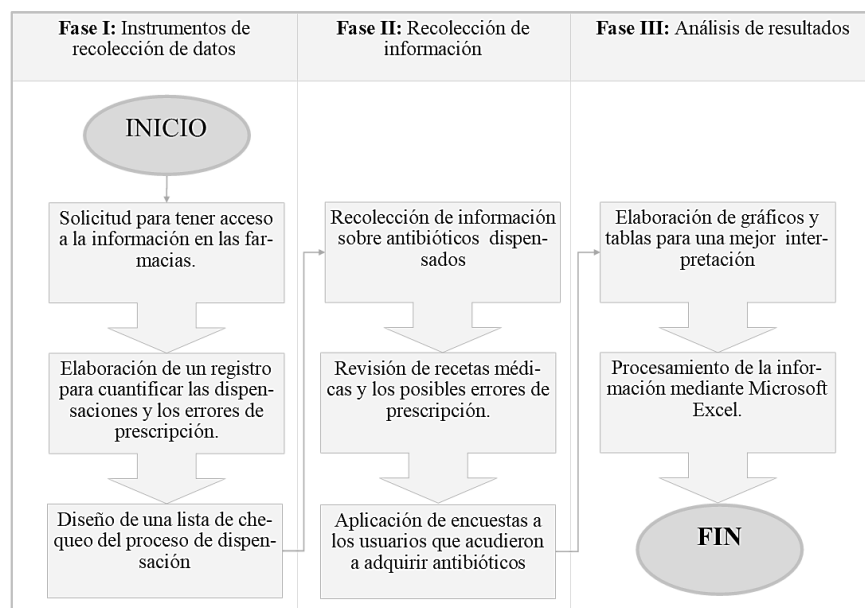 Fase I: Instrumentos de
recolección de datos
Fase II: Recolección de
información
Fase III: Análisis de resultados
INICIO
Solicitud para tener acceso
a la información en las far-
macias.
Elaboración de un registro
para cuantificar las dispen-
saciones y los errores de
prescripción.
Diseño de una lista de che-
queo del proceso de dispen-
sación
Recolección de información
sobre antibióticos dispen-
sados
Revisión de recetas médi-
cas y los posibles errores de
prescripción.
Aplicación de encuestas a
los usuarios que acudieron
a adquirir antibióticos
Elaboración de gráficos y
tablas para una mejor inter-
pretación
Procesamiento de la infor-
mación mediante Microsoft
Excel.
FIN